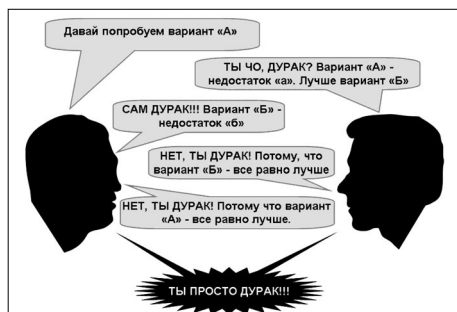 Давай попробуем вариант «А»
ТЫ ЧО, ДУРАК? Вариант «А» -
недостаток «а». Лучше вариант «Б»
САМ ДУРАК!!! Вариант «Б» -
недостаток «б»
НЕТ, ТЫ ДУРАК! Потому, что
вариант «Б» - все равно лучше
НЕТ, ТЫ ДУРАК! Потому что вариант
«А» - все равно лучше.
ТЫ ПРОСТО ДУРАК!!!